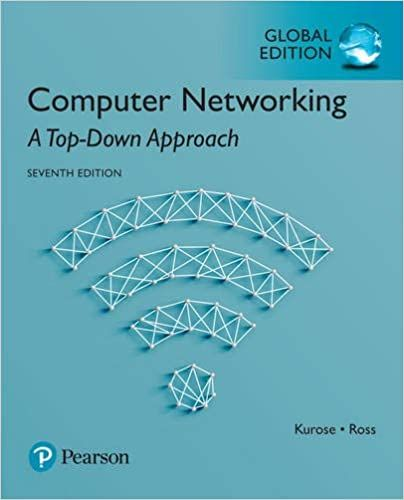 GLOBAL
EDITION
Computer Networking
A Top-Down Approach
SEVENTH EDITION
Kurose • Ross
P Pearson